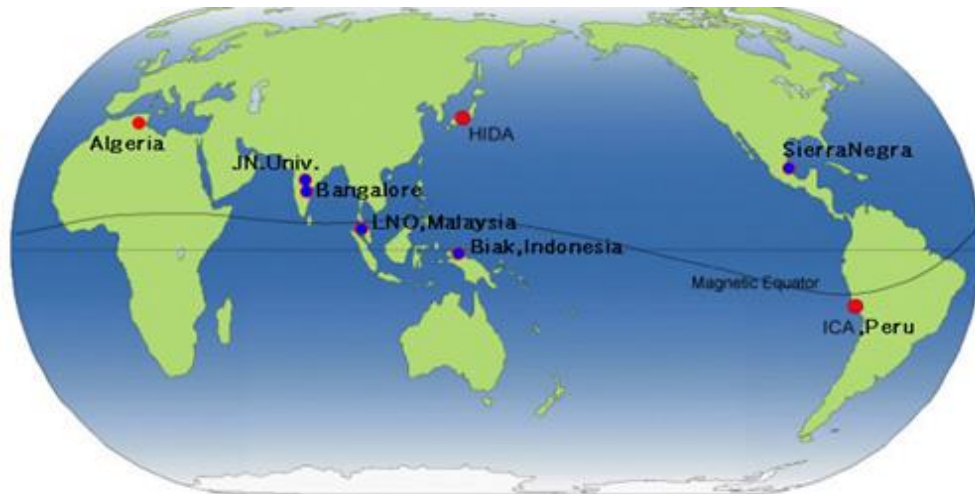 Algeria
HIDA
JN.Univ.
Bangalore
SierraNegra
LNO,Malaysia
Biak,Indonesia
Magnetic Equator
ICA,Peru